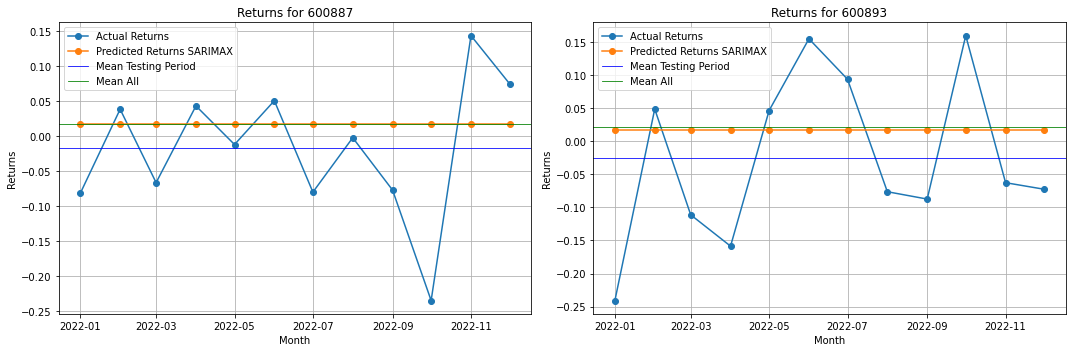 Returns for 600887
0.15
0.10
0.05
0.00
−0.05
−0.10
−0.15
−0.20
−0.25
Returns
Actual Returns
Predicted Returns SARIMAX
Mean Testing Period
Mean All
2022-01 2022-03 2022-05 2022-07 2022-09 2022-11
Month
Returns for 600893
0.15
0.10
0.05
0.00
−0.05
−0.10
−0.15
−0.20
−0.25
Returns
Actual Returns
Predicted Returns SARIMAX
Mean Testing Period
Mean All
2022-01 2022-03 2022-05 2022-07 2022-09 2022-11
Month